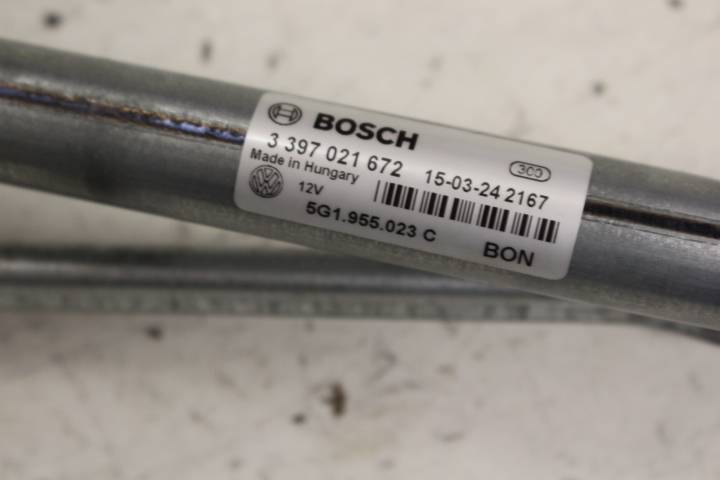 BOSCH
3 397 021 672 15-03-24 2167
300
Made in Hungary
12V
5G1.955.023 C
BON